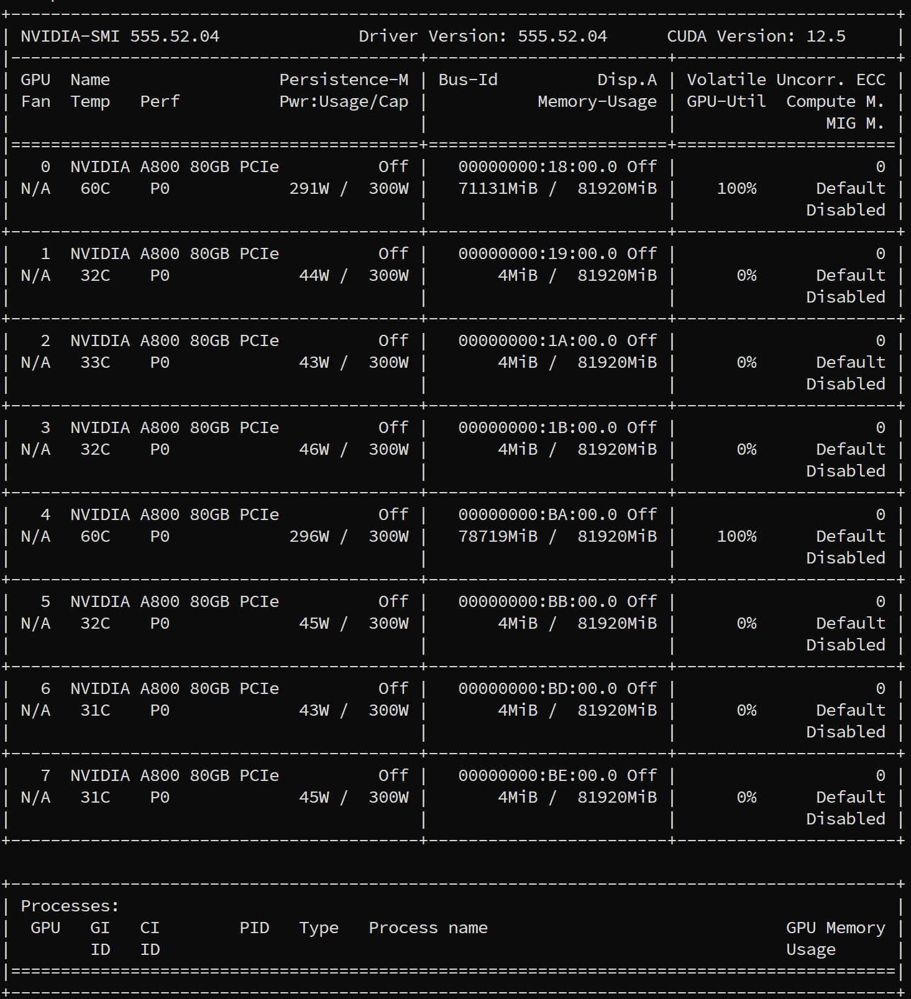 +-----------------------------------------------------------------------------------------+
| NVIDIA-SMI 555.52.04              Driver Version: 555.52.04      CUDA Version: 12.5     |
|-----------------------------------------+------------------------+----------------------+
| GPU  Name                 Persistence-M | Bus-Id          Disp.A | Volatile Uncorr. ECC |
| Fan  Temp   Perf          Pwr:Usage/Cap |           Memory-Usage | GPU-Util  Compute M. |
|                                         |                        |               MIG M. |
|=========================================+========================+======================|
|   0  NVIDIA A800 80GB PCIe          Off |   00000000:18:00.0 Off |                    0 |
| N/A   60C    P0            291W /  300W |   71131MiB /  81920MiB |    100%      Default |
|                                         |                        |             Disabled |
+-----------------------------------------+------------------------+----------------------+
|   1  NVIDIA A800 80GB PCIe          Off |   00000000:19:00.0 Off |                    0 |
| N/A   32C    P0             44W /  300W |       4MiB /  81920MiB |      0%      Default |
|                                         |                        |             Disabled |
+-----------------------------------------+------------------------+----------------------+
|   2  NVIDIA A800 80GB PCIe          Off |   00000000:1A:00.0 Off |                    0 |
| N/A   33C    P0             43W /  300W |       4MiB /  81920MiB |      0%      Default |
|                                         |                        |             Disabled |
+-----------------------------------------+------------------------+----------------------+
|   3  NVIDIA A800 80GB PCIe          Off |   00000000:1B:00.0 Off |                    0 |
| N/A   32C    P0             46W /  300W |       4MiB /  81920MiB |      0%      Default |
|                                         |                        |             Disabled |
+-----------------------------------------+------------------------+----------------------+
|   4  NVIDIA A800 80GB PCIe          Off |   00000000:BA:00.0 Off |                    0 |
| N/A   60C    P0            296W /  300W |   78719MiB /  81920MiB |    100%      Default |
|                                         |                        |             Disabled |
+-----------------------------------------+------------------------+----------------------+
|   5  NVIDIA A800 80GB PCIe          Off |   00000000:BB:00.0 Off |                    0 |
| N/A   32C    P0             45W /  300W |       4MiB /  81920MiB |      0%      Default |
|                                         |                        |             Disabled |
+-----------------------------------------+------------------------+----------------------+
|   6  NVIDIA A800 80GB PCIe          Off |   00000000:BD:00.0 Off |                    0 |
| N/A   31C    P0             43W /  300W |       4MiB /  81920MiB |      0%      Default |
|                                         |                        |             Disabled |
+-----------------------------------------+------------------------+----------------------+
|   7  NVIDIA A800 80GB PCIe          Off |   00000000:BE:00.0 Off |                    0 |
| N/A   31C    P0             45W /  300W |       4MiB /  81920MiB |      0%      Default |
|                                         |                        |             Disabled |
+-----------------------------------------+------------------------+----------------------+

+-----------------------------------------------------------------------------------------+
| Processes:                                                                              |
|  GPU   GI   CI        PID   Type   Process name                              GPU Memory |
|        ID   ID                                                               Usage      |
|=========================================================================================|
+-----------------------------------------------------------------------------------------+